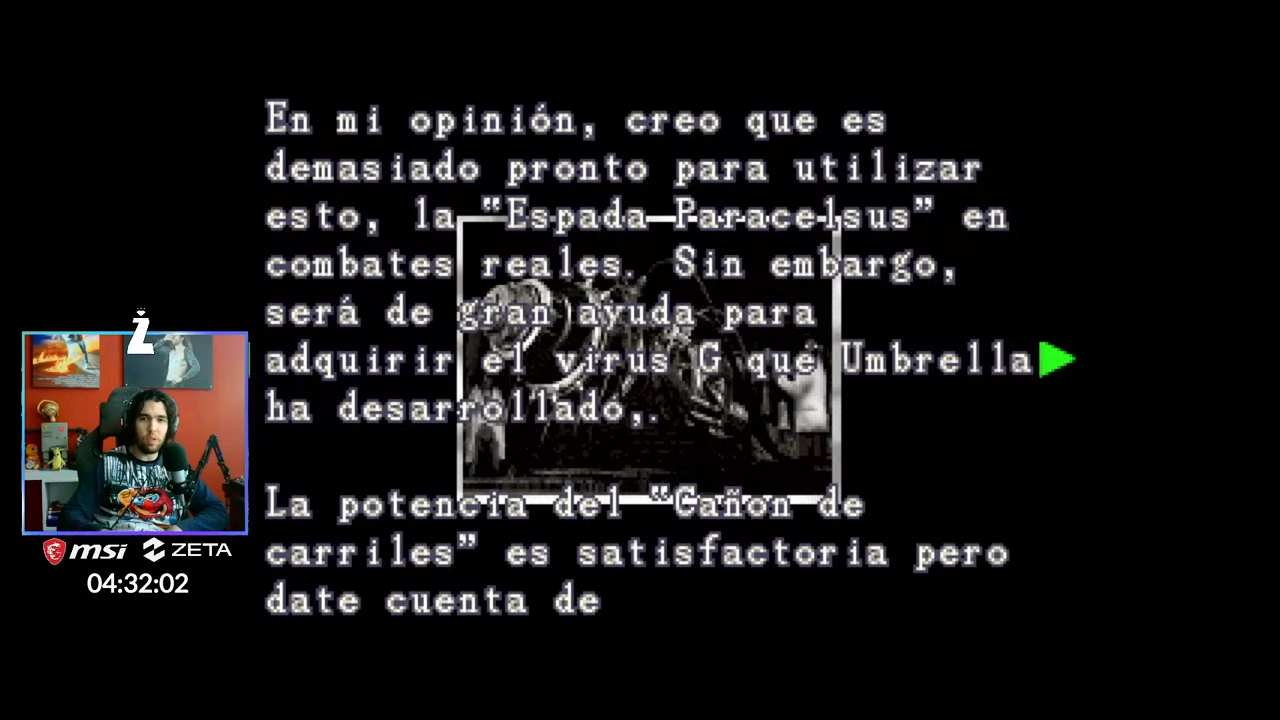 En mi opinión, creo que es
demasiado pronto para utilizar
esto, la "Espada Paracelsus" en
combates reales. Sin embargo,
será de gran ayuda para
adquirir el virus G que Umbrella
ha desarrollado,.
La potencia del "Cañon de
carriles" es satisfactoria pero
date cuenta de
msi ZETA
04:32:02